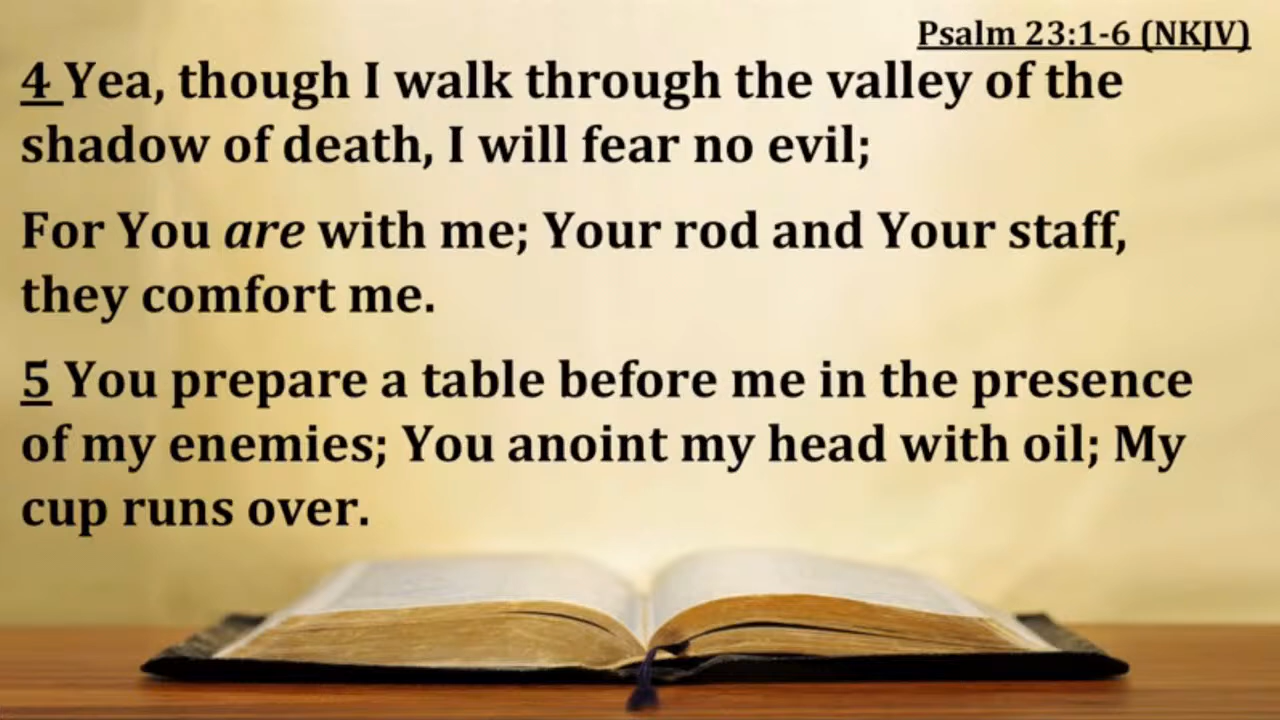 Psalm 23:1-6 (NKJV)
4 Yea, though I walk through the valley of the
shadow of death, I will fear no evil;
For You are with me; Your rod and Your staff,
they comfort me.
5 You prepare a table before me in the presence
of my enemies; You anoint my head with oil; My
cup runs over.